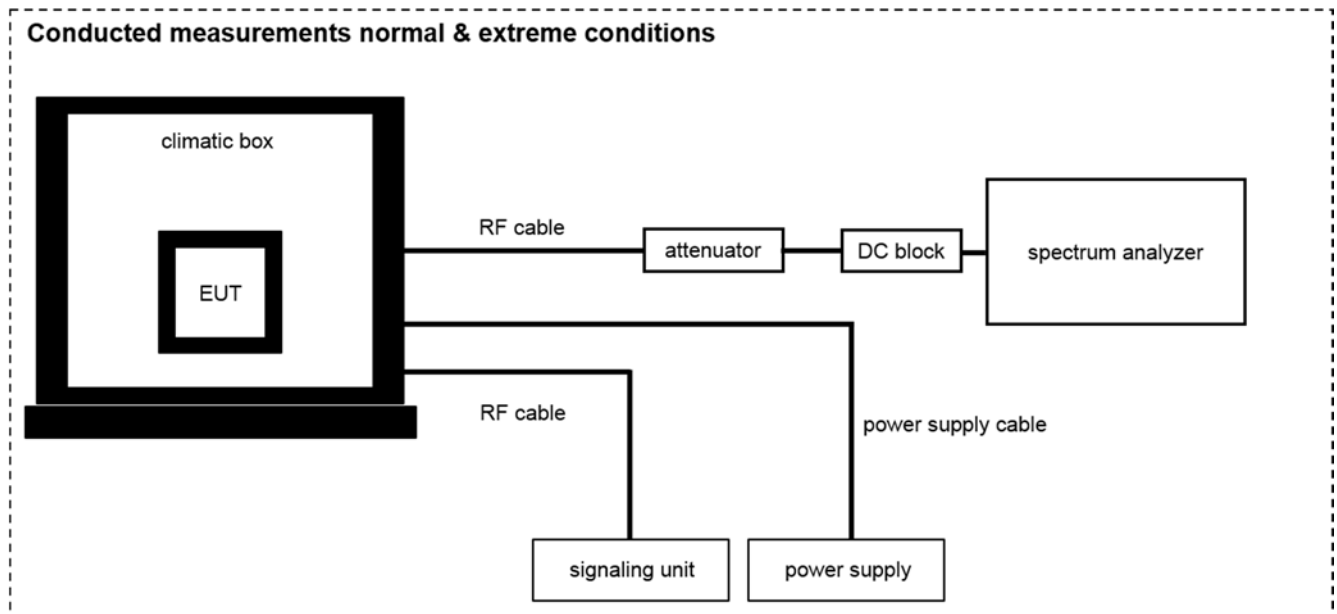 Conducted measurements normal & extreme conditions
climatic box
RF cable
attenuator
DC block
spectrum analyzer
EUT
RF cable
power supply cable
signaling unit
power supply